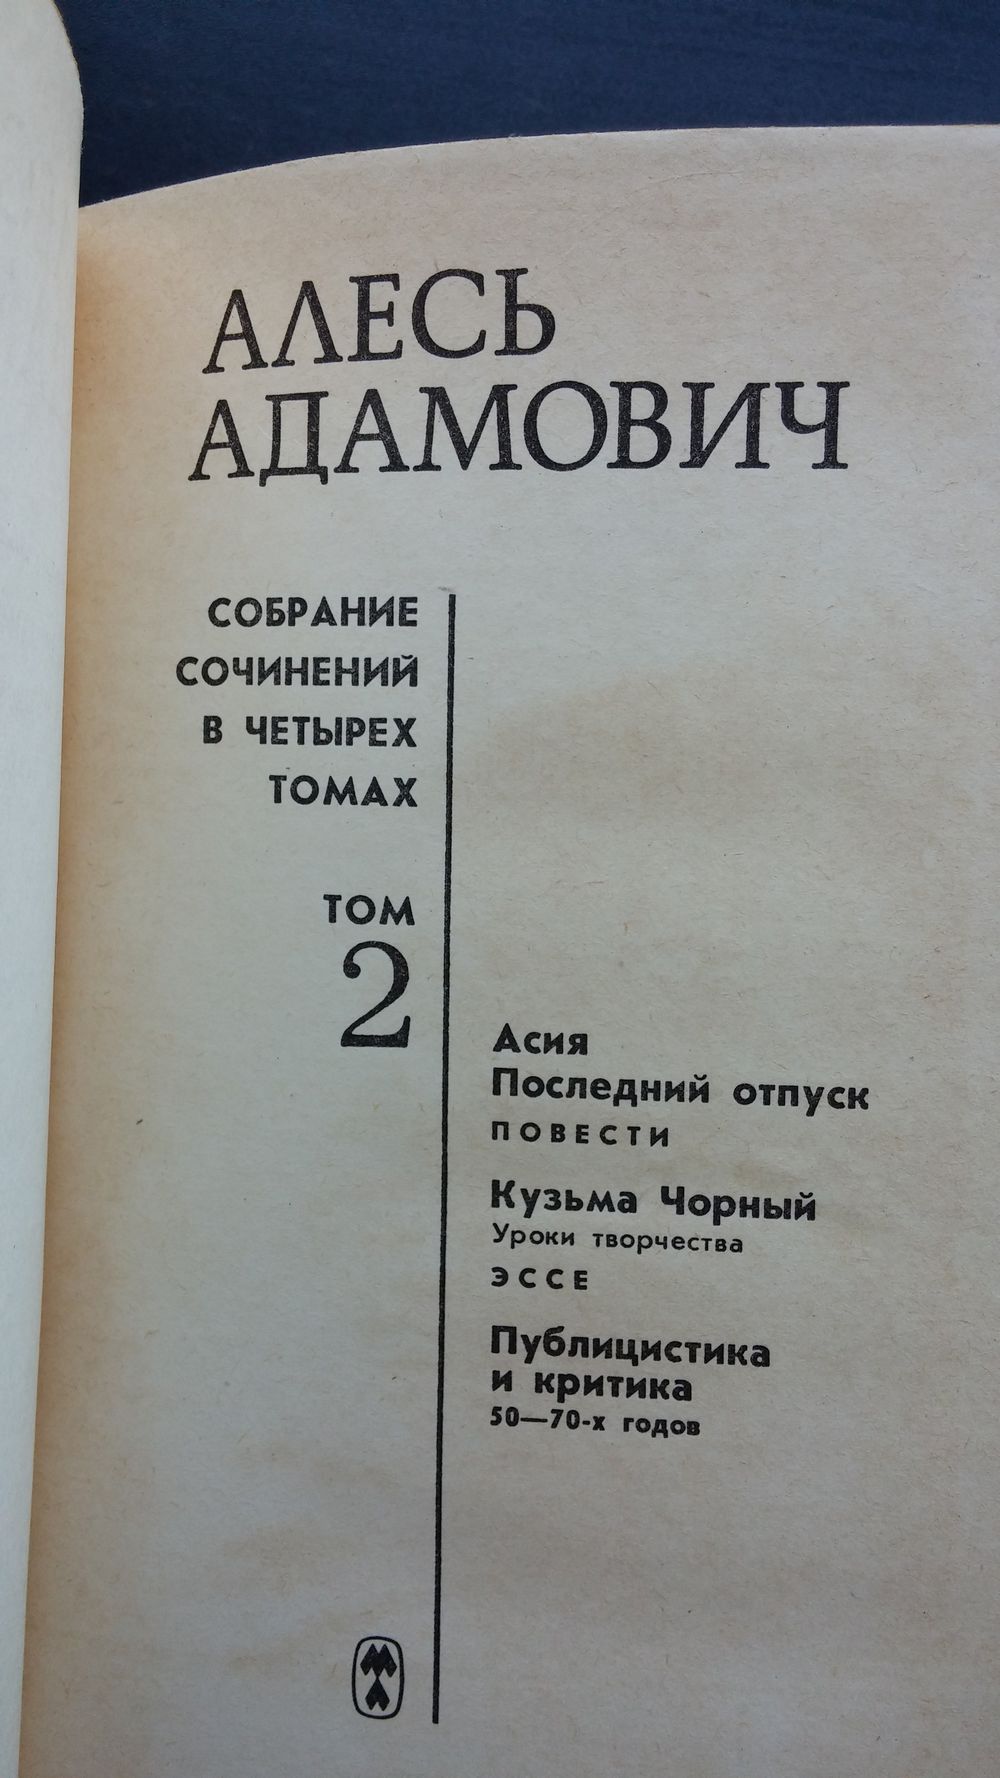 АЛЕСЬ
АДАМОВИЧ
СОБРАНИЕ
СОЧИНЕНИЙ
В ЧЕТЫРЕХ
ТОМАХ
ТОМ
2
Асия
Последний отпуск
ПОВЕСТИ
Кузьма Чорный
Уроки творчества
ЭССЕ
Публицистика
и критика
50—70-х годов